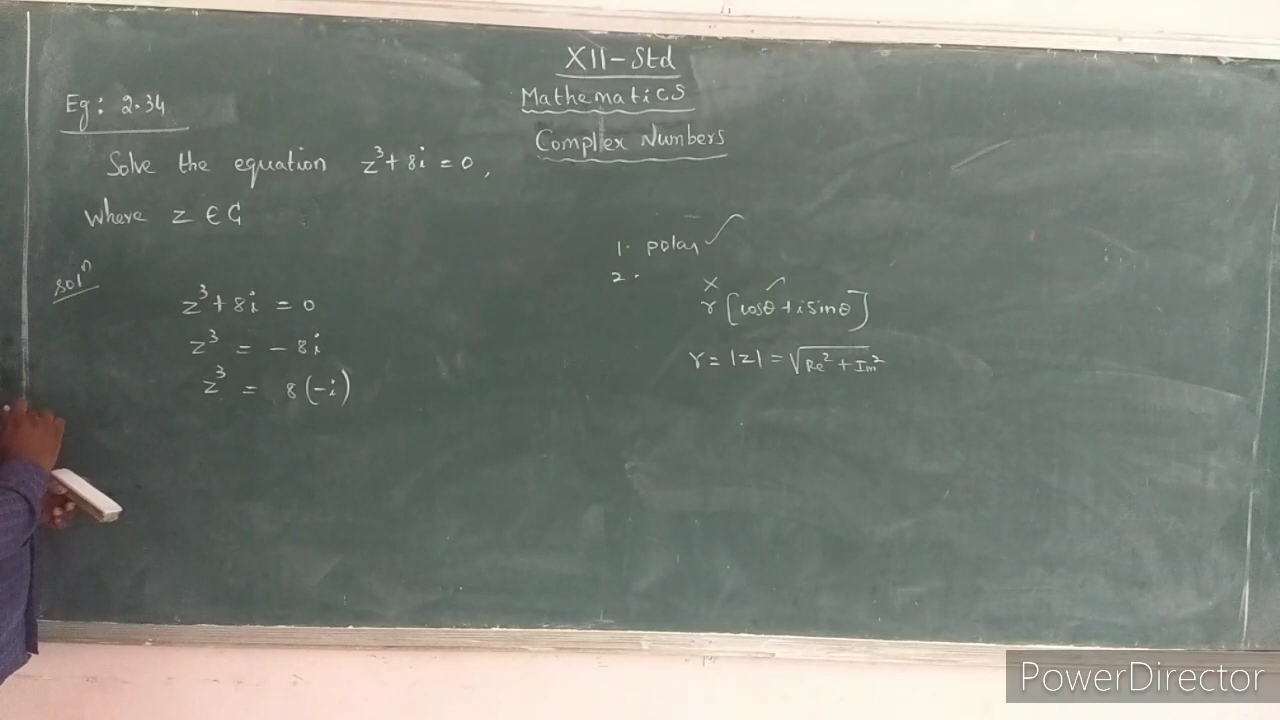 XII-Std
Mathematics
Complex Numbers
Eg: 2.34
Solve the equation z³ + 8i = 0,
Where z ∈ ℂ
solⁿ
z³ + 8i = 0
z³ = - 8i
z³ = 8(-i)
1. polar ✓
2.
x ✓
r [cosθ + i sinθ]
r = |z| = √Re² + Im²
PowerDirector